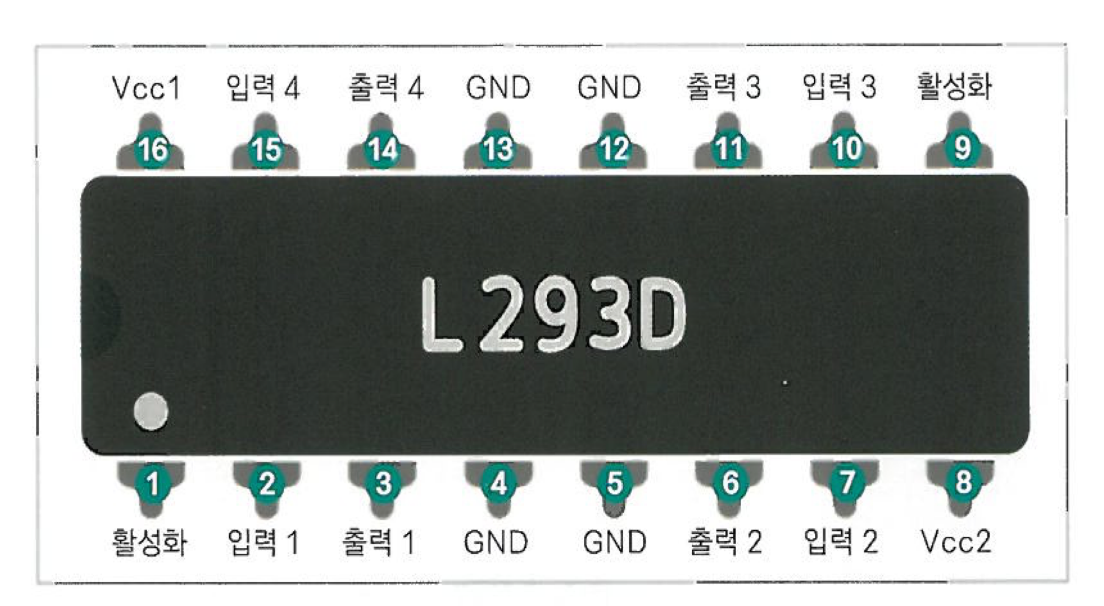 Vcc1 입력 4 출력 4 GND GND 출력 3 입력 3 활성화
16 15 14 13 12 11 10 9
L293D
1 2 3 4 5 6 7 8
활성화 입력 1 출력 1 GND GND 출력 2 입력 2 Vcc2